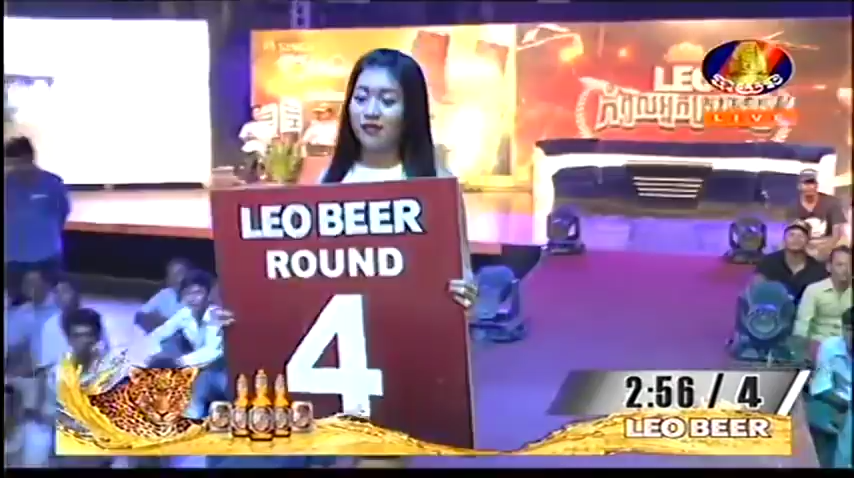 LEO
LIVE
LEO BEER
ROUND
4
2:56 / 4
LEO BEER